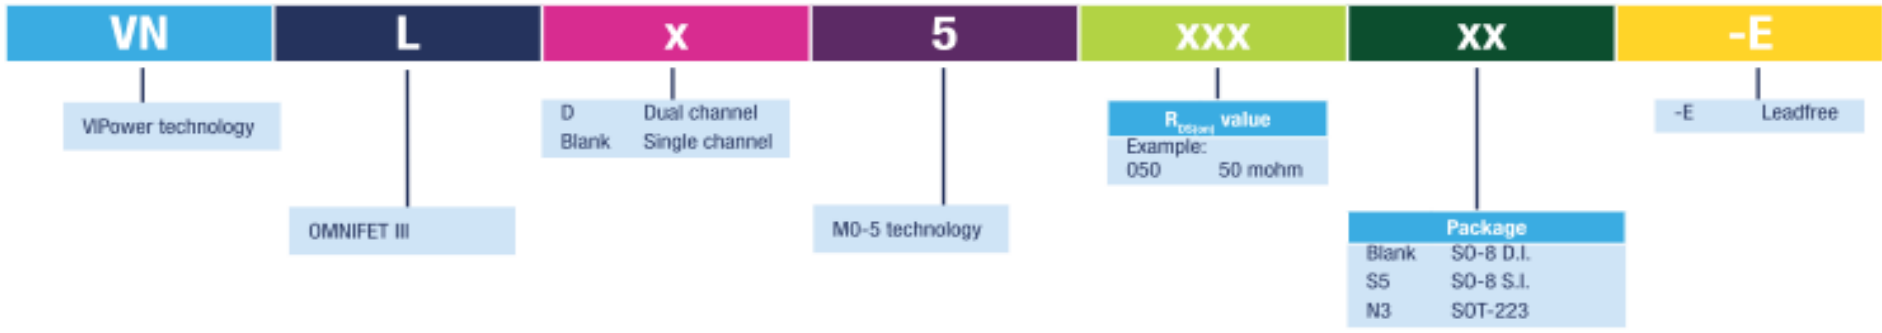 VN L x 5 xxx xx -E
VIPower technology
OMNIFET III
D Dual channel
Blank Single channel
M0-5 technology
RDS(on) value
Example:
050 50 mohm
Package
Blank SO-8 D.I.
S5 SO-8 S.I.
N3 SOT-223
-E Leadfree